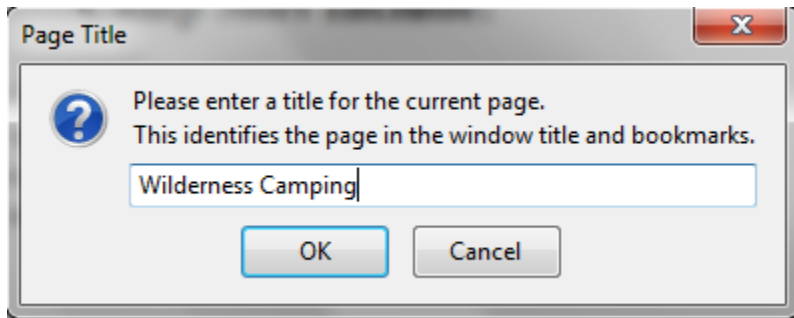 Page Title
Please enter a title for the current page.
This identifies the page in the window title and bookmarks.
Wilderness Camping
OK
Cancel